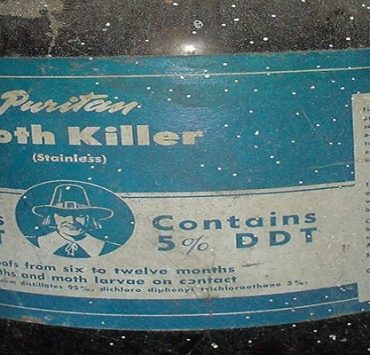 Puritan
oth Killer
(Stainless)
Contains
5% DDT
ofs from six to twelve months
ths and moth larvae on contact
distillates 95%, dichloro diphenyl trichloroethane 5%.